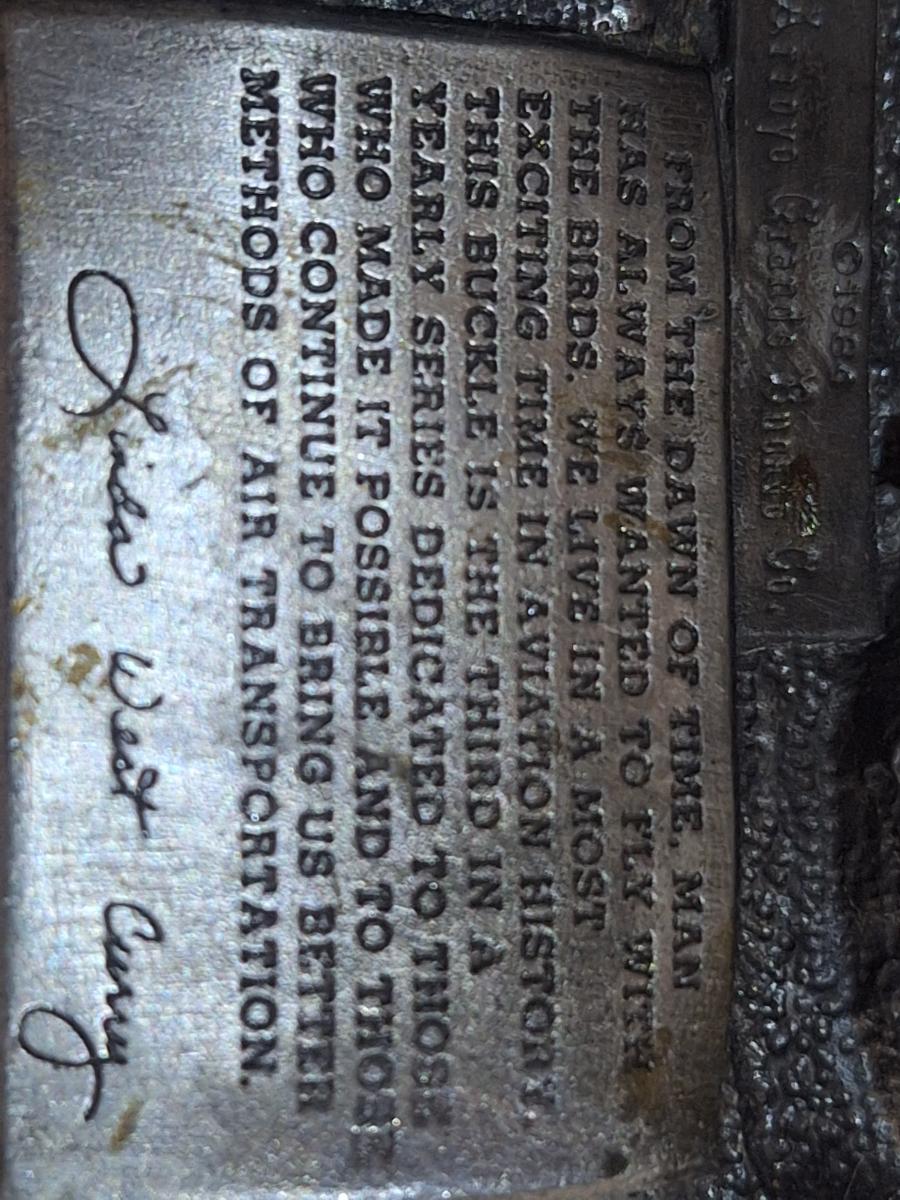 ©1984
Arroyo Grande Buckle Co.
FROM THE DAWN OF TIME, MAN
HAS ALWAYS WANTED TO FLY WITH
THE BIRDS. WE LIVE IN A MOST
EXCITING TIME IN AVIATION HISTORY.
THIS BUCKLE IS THE THIRD IN A
YEARLY SERIES DEDICATED TO THOSE
WHO MADE IT POSSIBLE AND TO THOSE
WHO CONTINUE TO BRING US BETTER
METHODS OF AIR TRANSPORTATION.
Linda West Curry